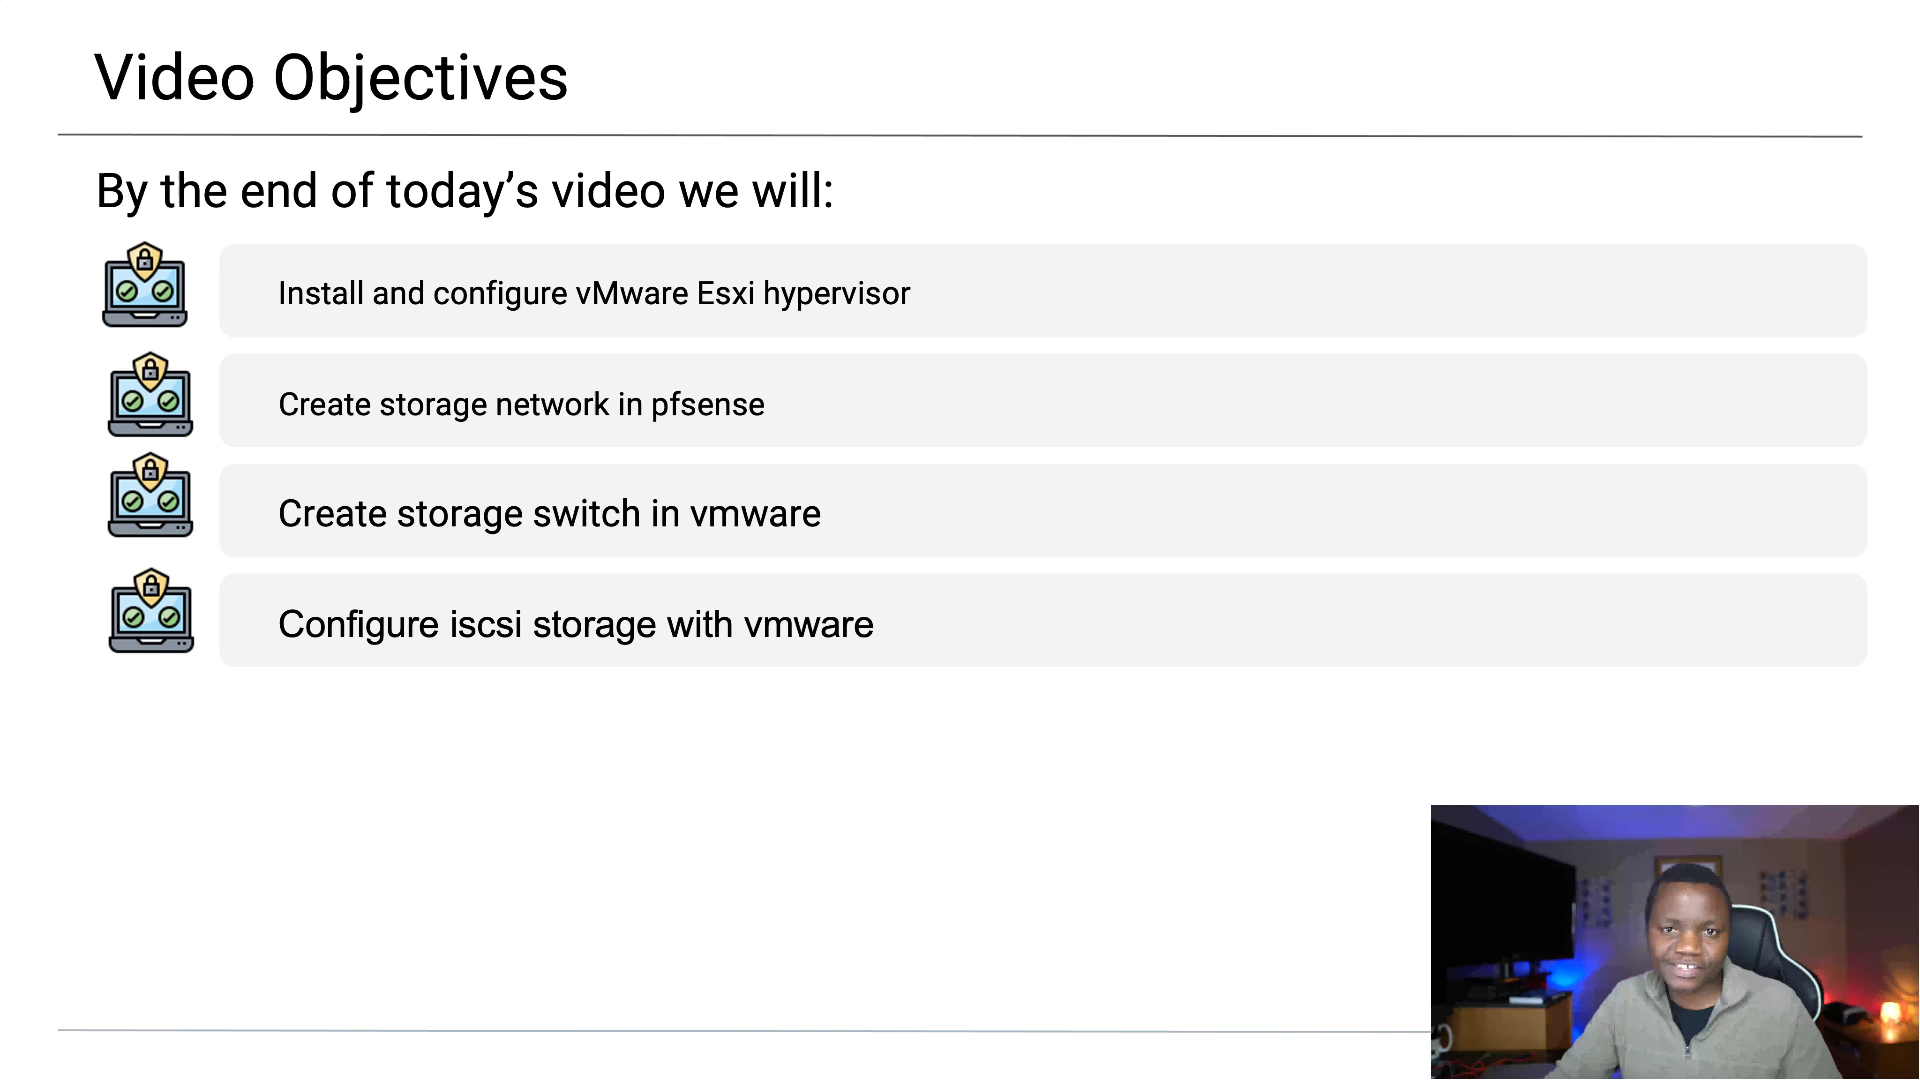 Video Objectives
By the end of today’s video we will:
Install and configure vMware Esxi hypervisor
Create storage network in pfsense
Create storage switch in vmware
Configure iscsi storage with vmware